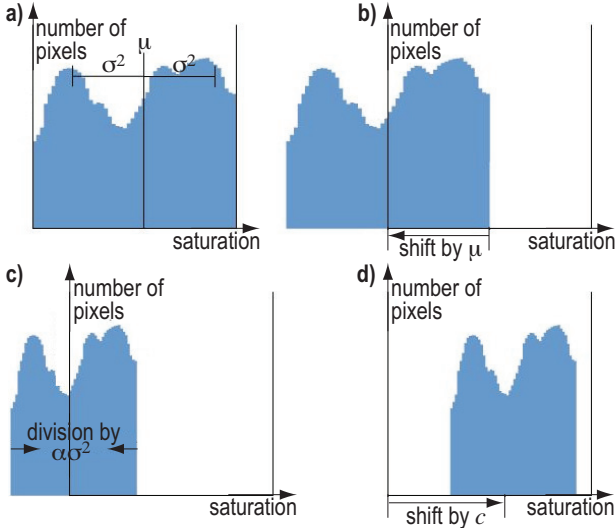 a)
number of
pixels
μ
σ²
σ²
saturation
b)
number of
pixels
shift by μ
saturation
c)
number of
pixels
division by
ασ²
saturation
d)
number of
pixels
shift by c
saturation